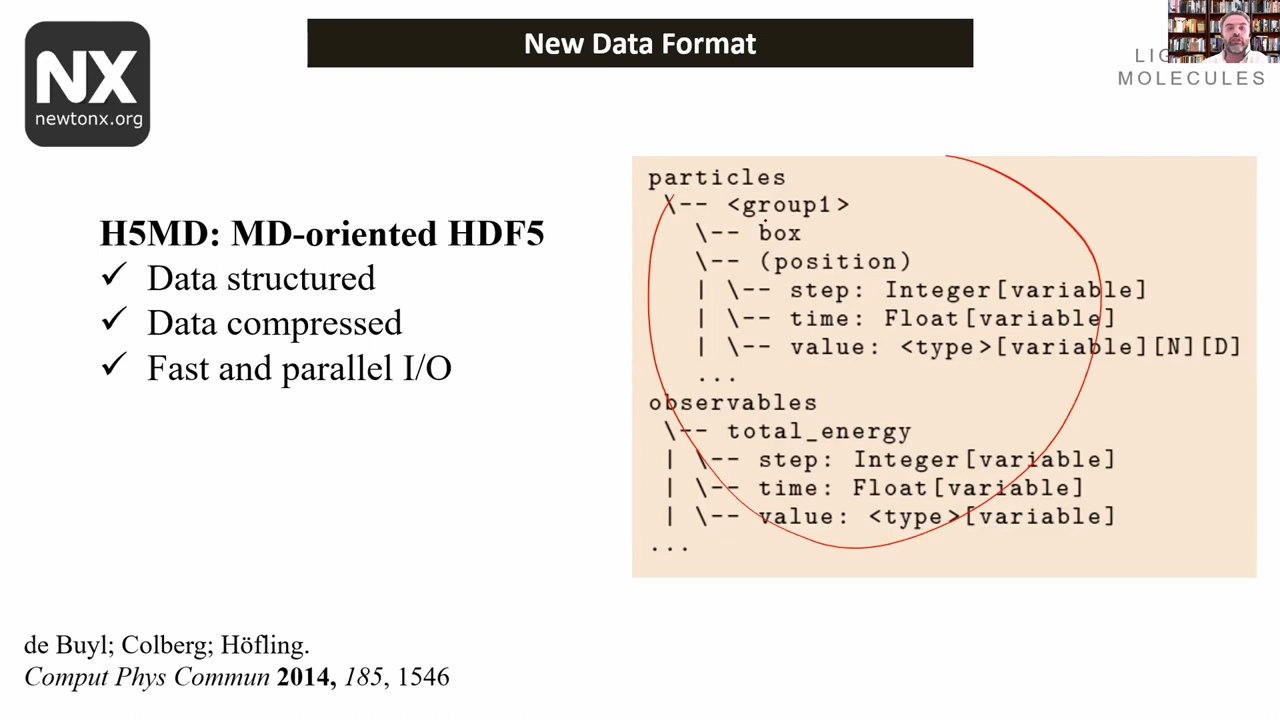 New Data Format
NX
newtonx.org
MOLECULES
H5MD: MD-oriented HDF5
✓ Data structured
✓ Data compressed
✓ Fast and parallel I/O
particles
\-- <group1>
\-- box
\-- (position)
| \-- step: Integer[variable]
| \-- time: Float[variable]
| \-- value: <type>[variable][N][D]
...
observables
\-- total_energy
| \-- step: Integer[variable]
| \-- time: Float[variable]
| \-- value: <type>[variable]
...
de Buyl; Colberg; Höfling.
Comput Phys Commun 2014, 185, 1546